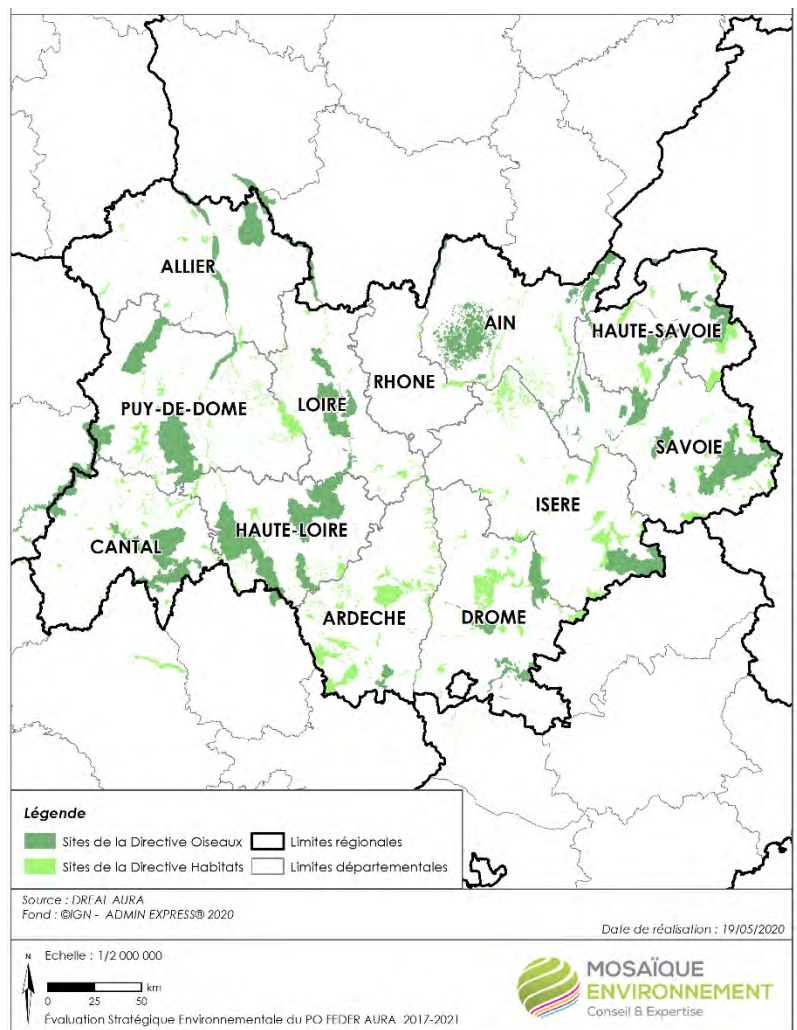 ALLIER
AIN
HAUTE-SAVOIE
RHONE
PUY-DE-DOME
LOIRE
SAVOIE
ISERE
HAUTE-LOIRE
CANTAL
ARDECHE
DROME
Légende
Sites de la Directive Oiseaux
Limites régionales
Sites de la Directive Habitats
Limites départementales
Source : DREAL AURA
Fond : ©IGN - ADMIN EXPRESS® 2020
Date de réalisation : 19/05/2020
N
Echelle : 1/2 000 000
km
0 25 50
Évaluation Stratégique Environnementale du PO FEDER AURA 2017-2021
MOSAÏQUE
ENVIRONNEMENT
Conseil & Expertise